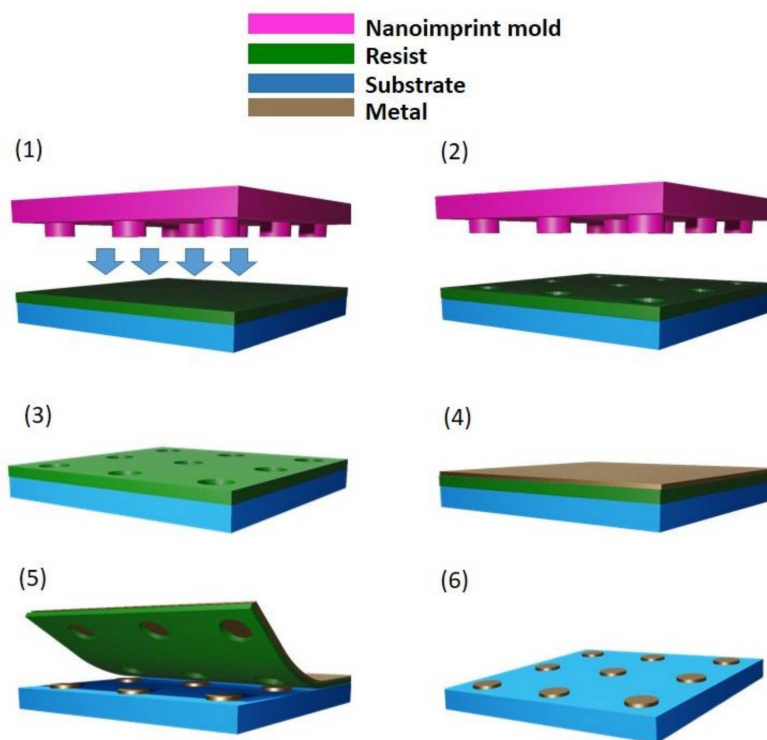 Nanoimprint mold
Resist
Substrate
Metal
(1)
(2)
(3)
(4)
(5)
(6)